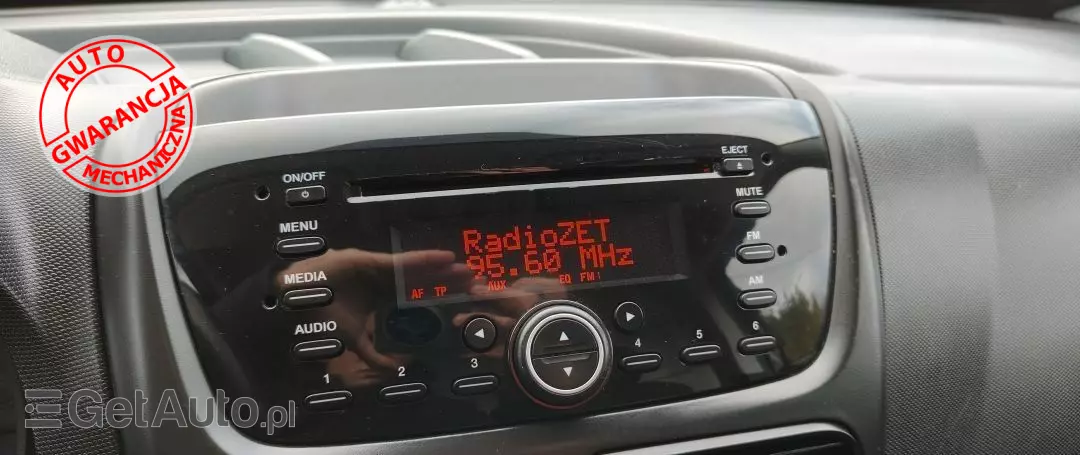 AUTO
GWARANCJA
MECHANICZNA
ON/OFF
EJECT
MENU
MUTE
RadioZET
95.60 MHz
FM
AF TP AUX EQ FM1
MEDIA
AM
AUDIO
1
2
3
4
5
6
GetAuto.pl